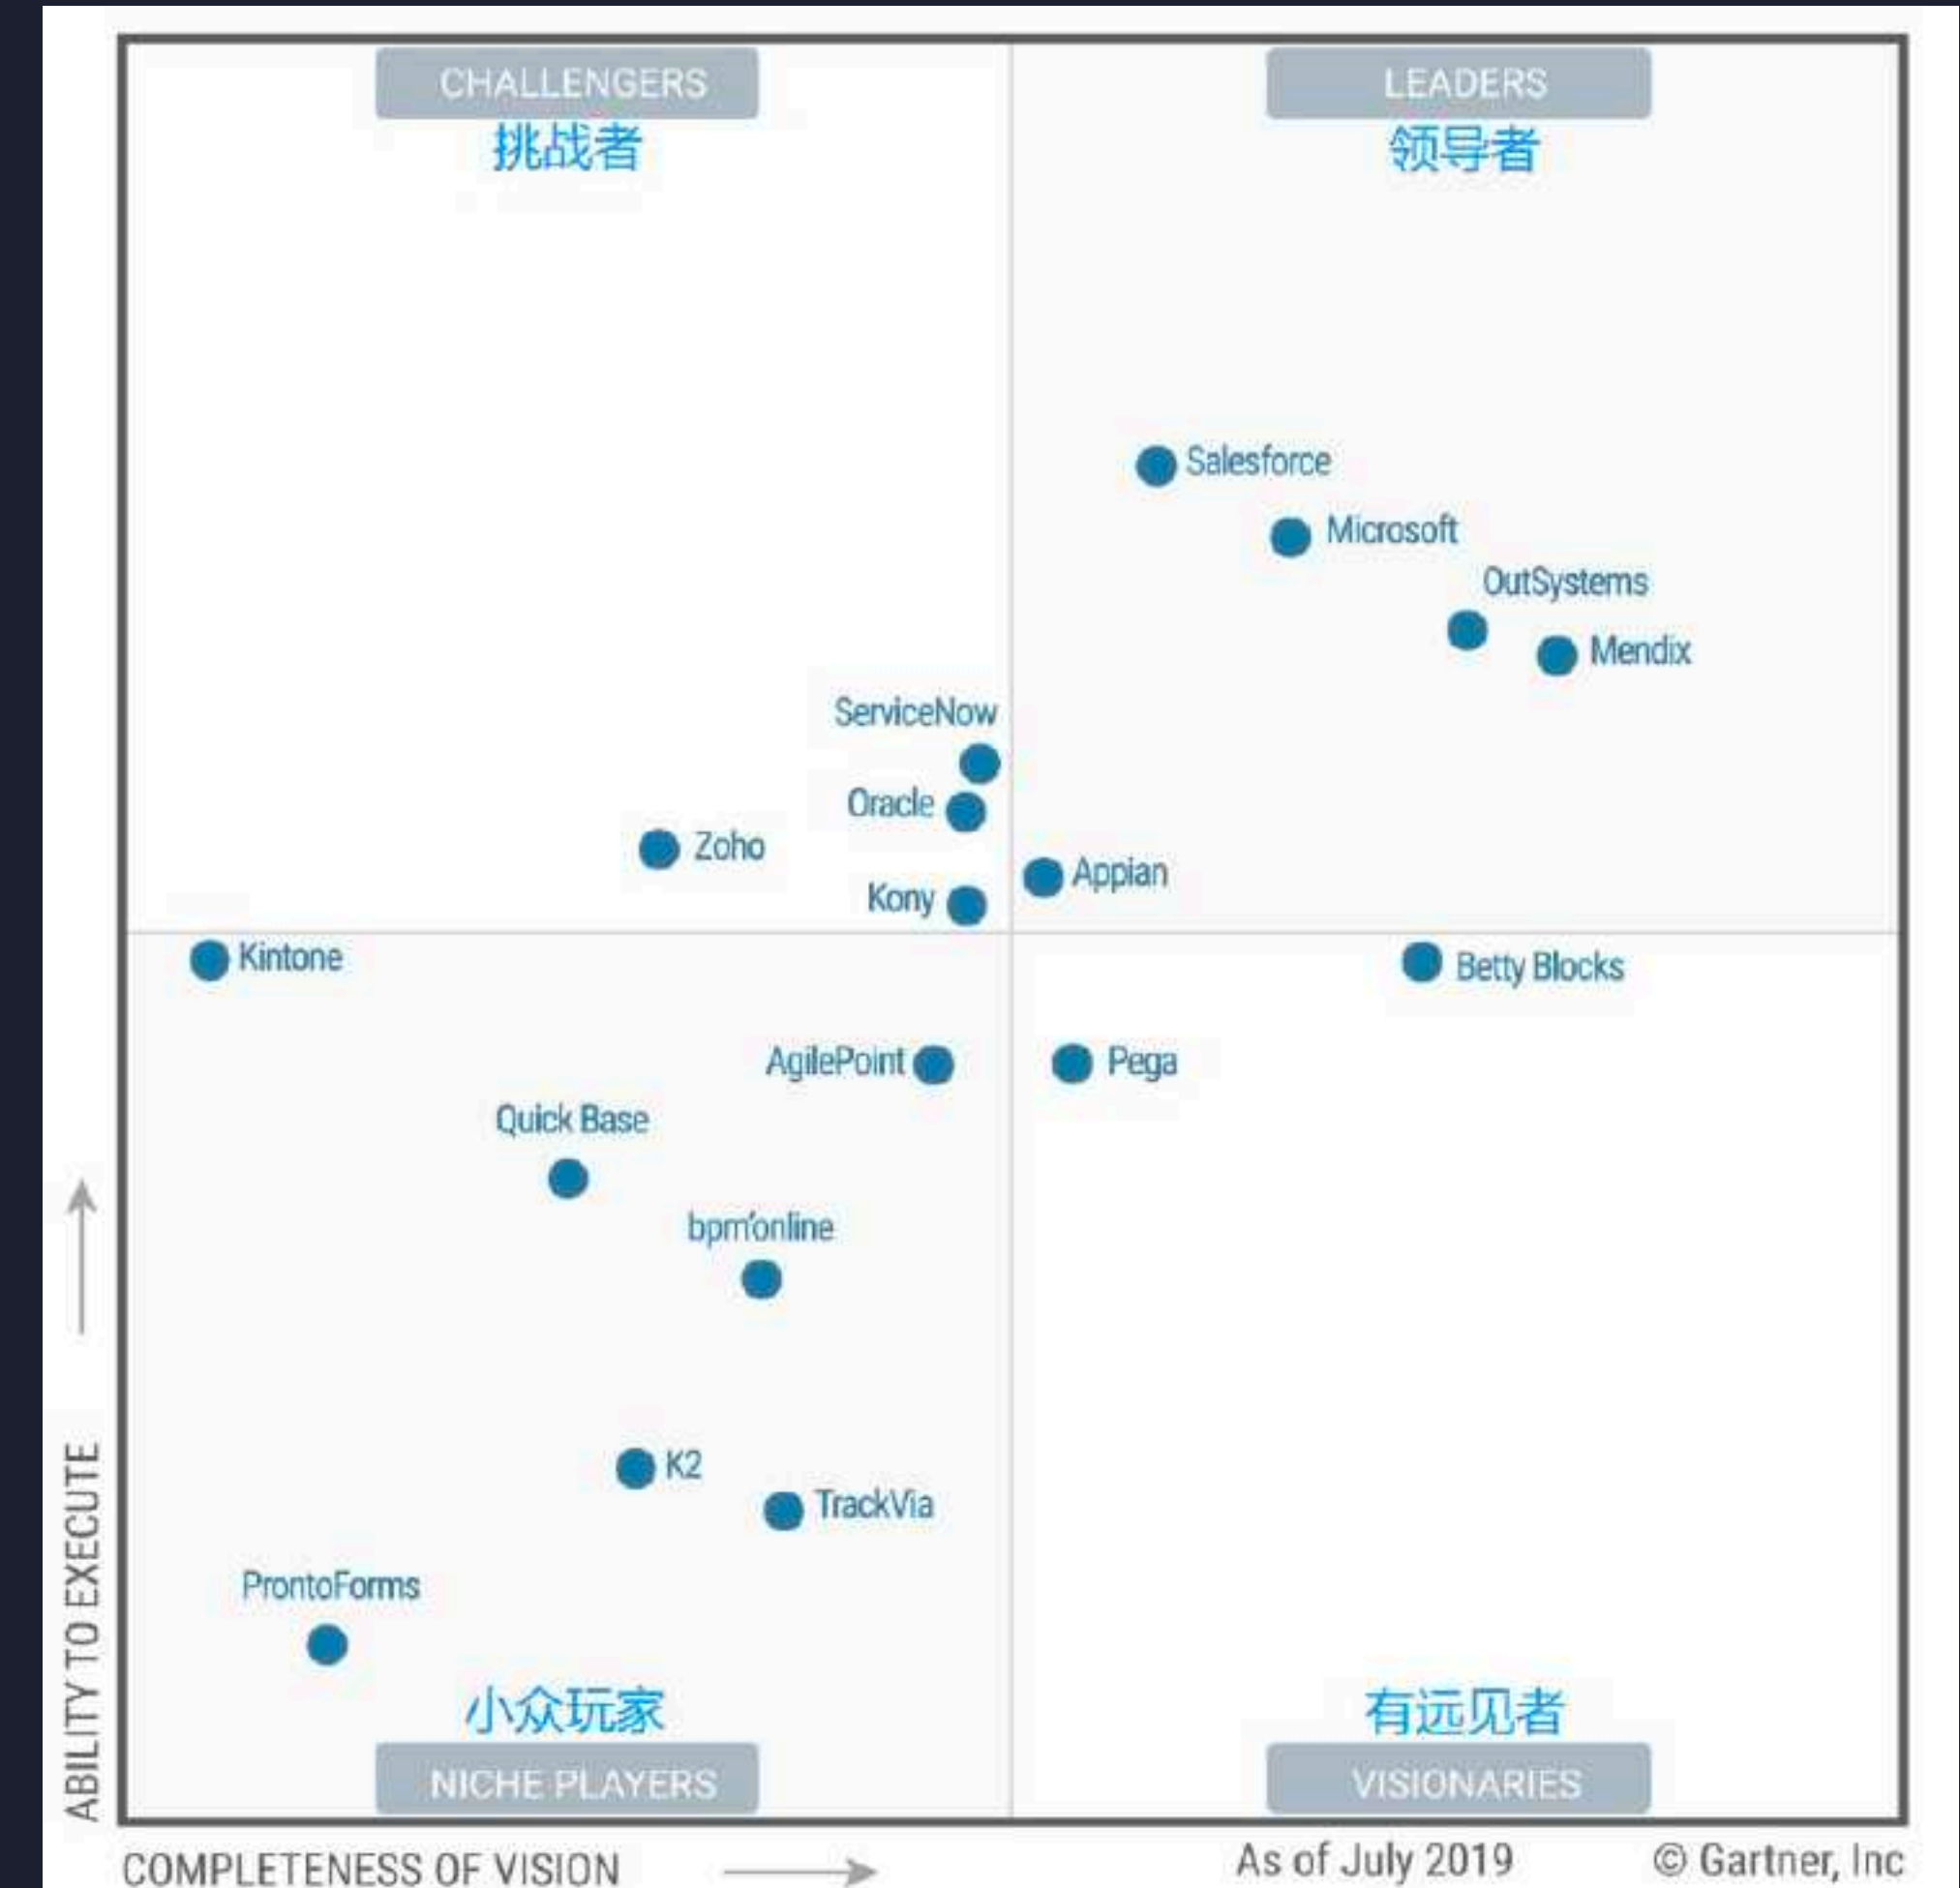 CHALLENGERS
挑战者
LEADERS
领导者
Salesforce
Microsoft
OutSystems
Mendix
ServiceNow
Oracle
Zoho
Appian
Kony
Kintone
Betty Blocks
AgilePoint
Pega
Quick Base
bpm'online
K2
TrackVia
ProntoForms
小众玩家
NICHE PLAYERS
有远见者
VISIONARIES
ABILITY TO EXECUTE
COMPLETENESS OF VISION
As of July 2019
© Gartner, Inc